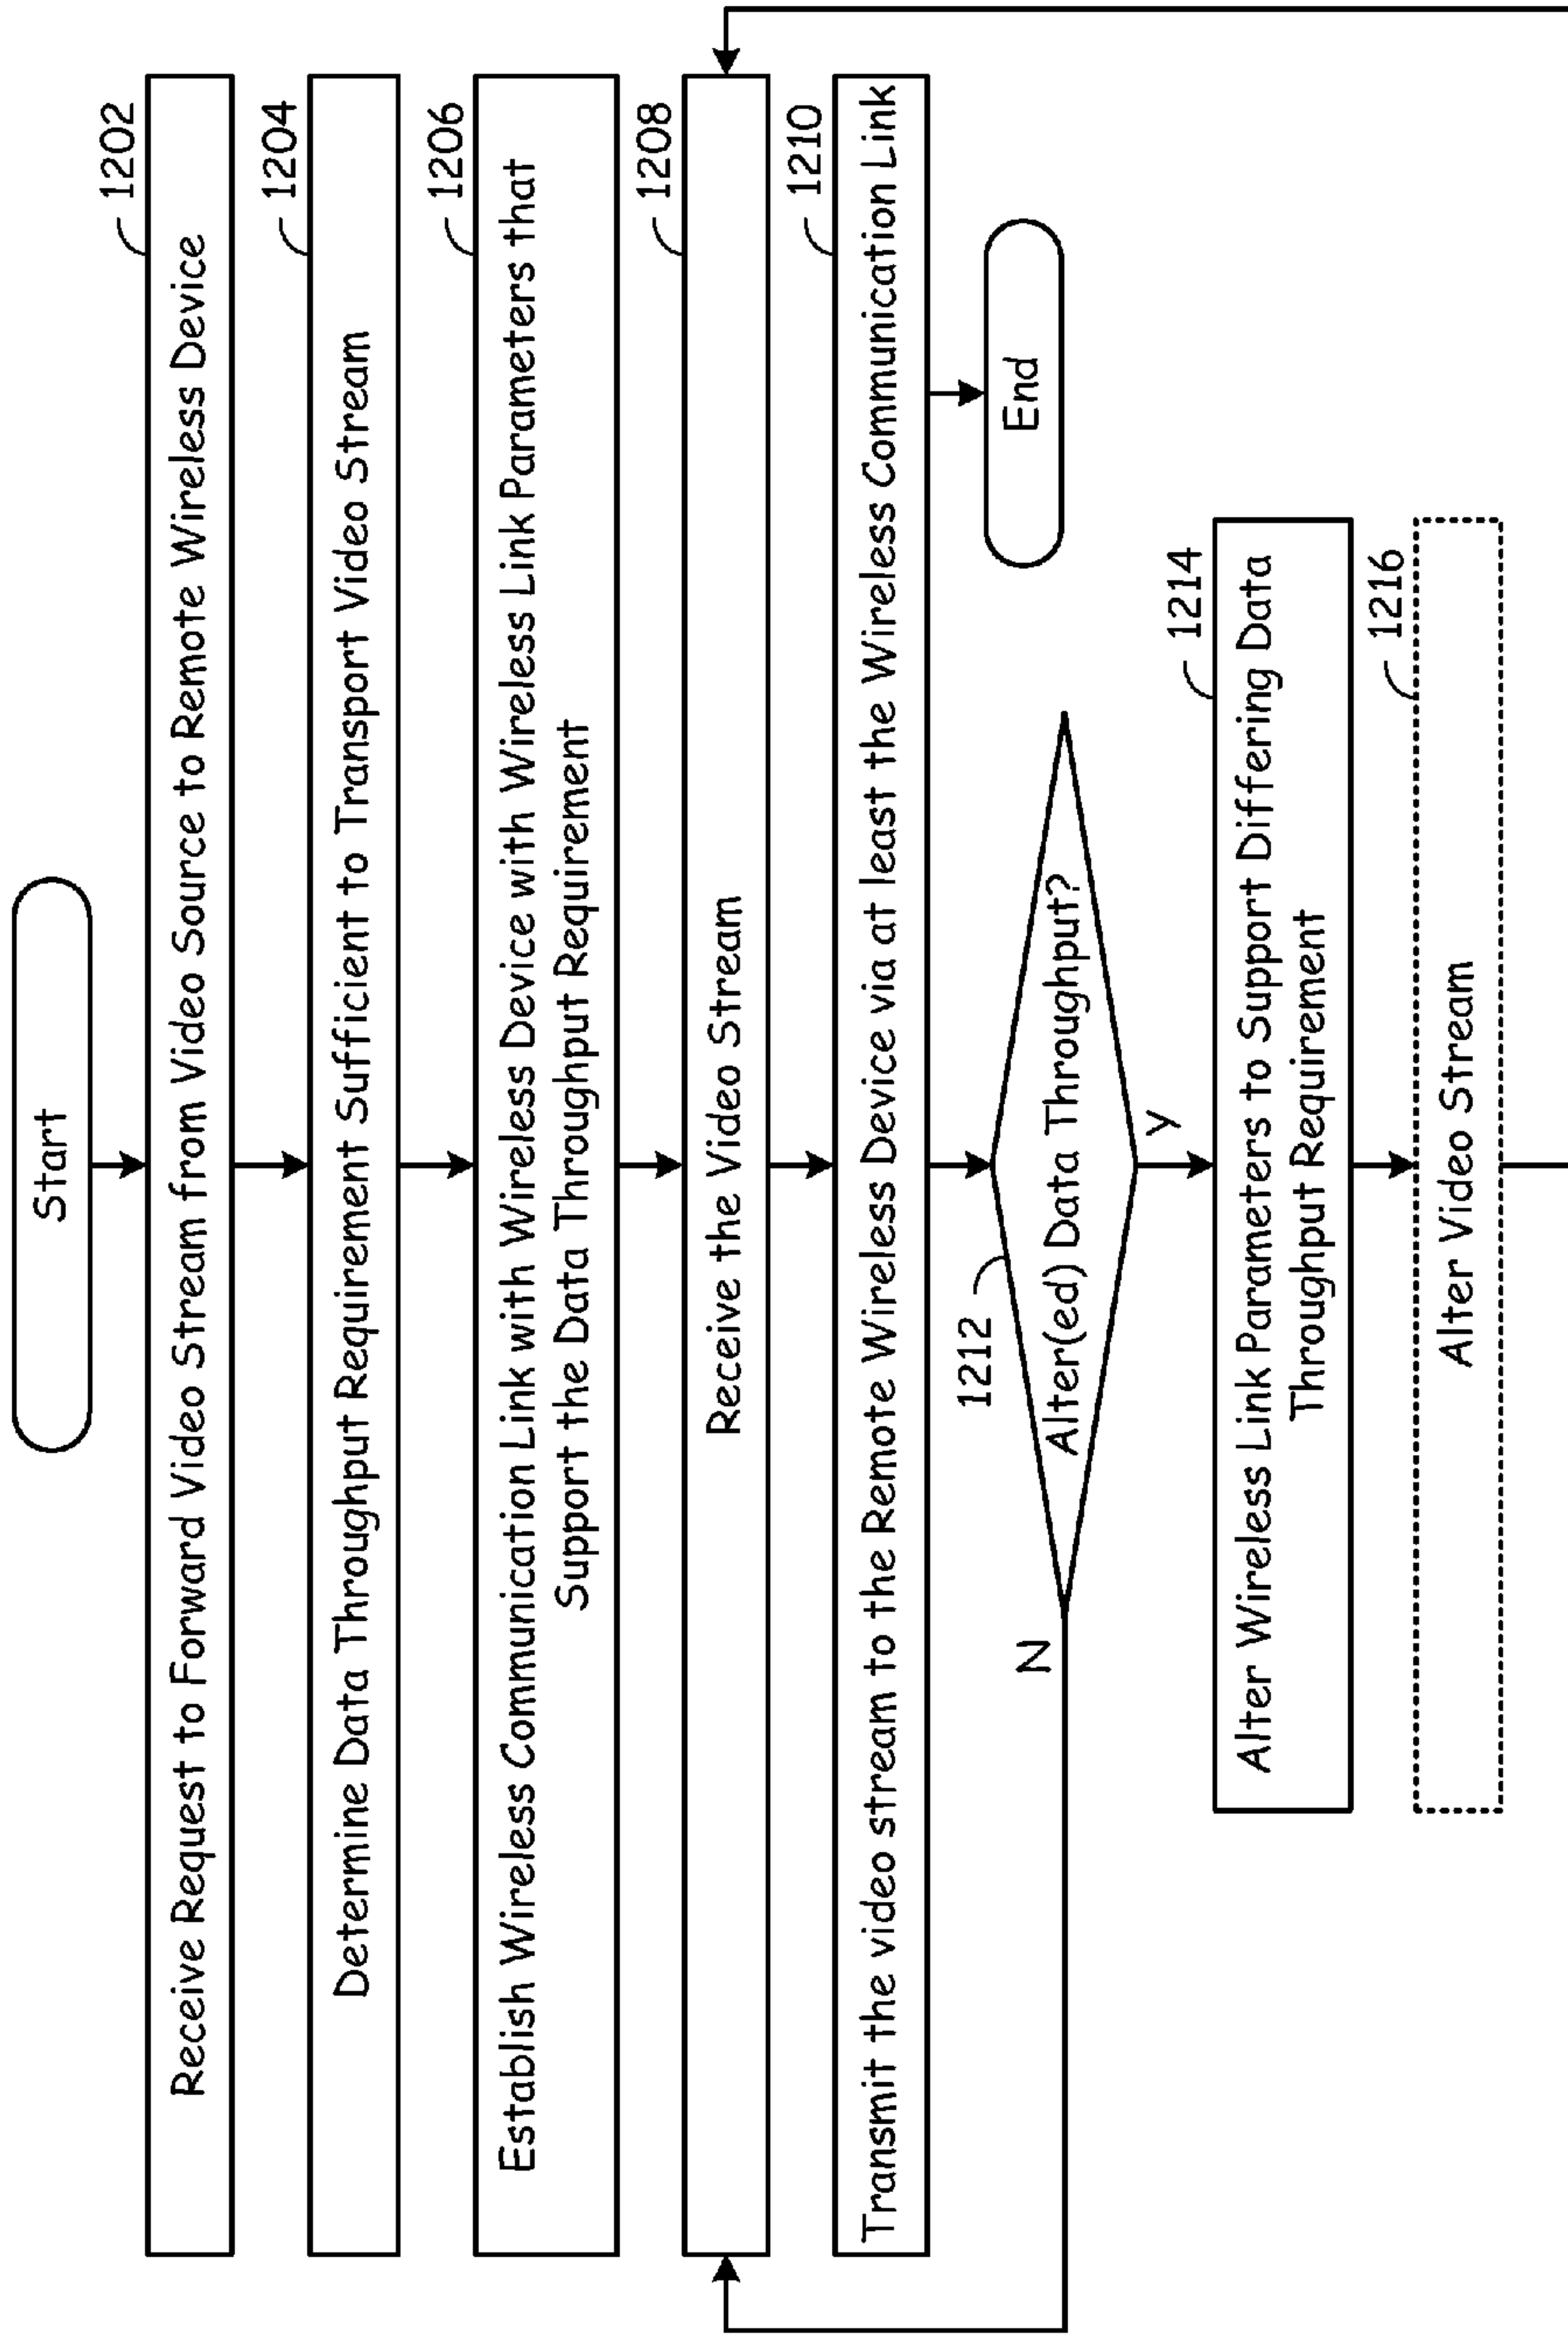 Start
1202
Receive Request to Forward Video Stream from Video Source to Remote Wireless Device
1204
Determine Data Throughput Requirement Sufficient to Transport Video Stream
1206
Establish Wireless Communication Link with Wireless Device with Wireless Link Parameters that
Support the Data Throughput Requirement
1208
Receive the Video Stream
1210
Transmit the video stream to the Remote Wireless Device via at least the Wireless Communication Link
End
1212
Alter(ed) Data Throughput?
N
Y
1214
Alter Wireless Link Parameters to Support Differing Data
Throughput Requirement
1216
Alter Video Stream